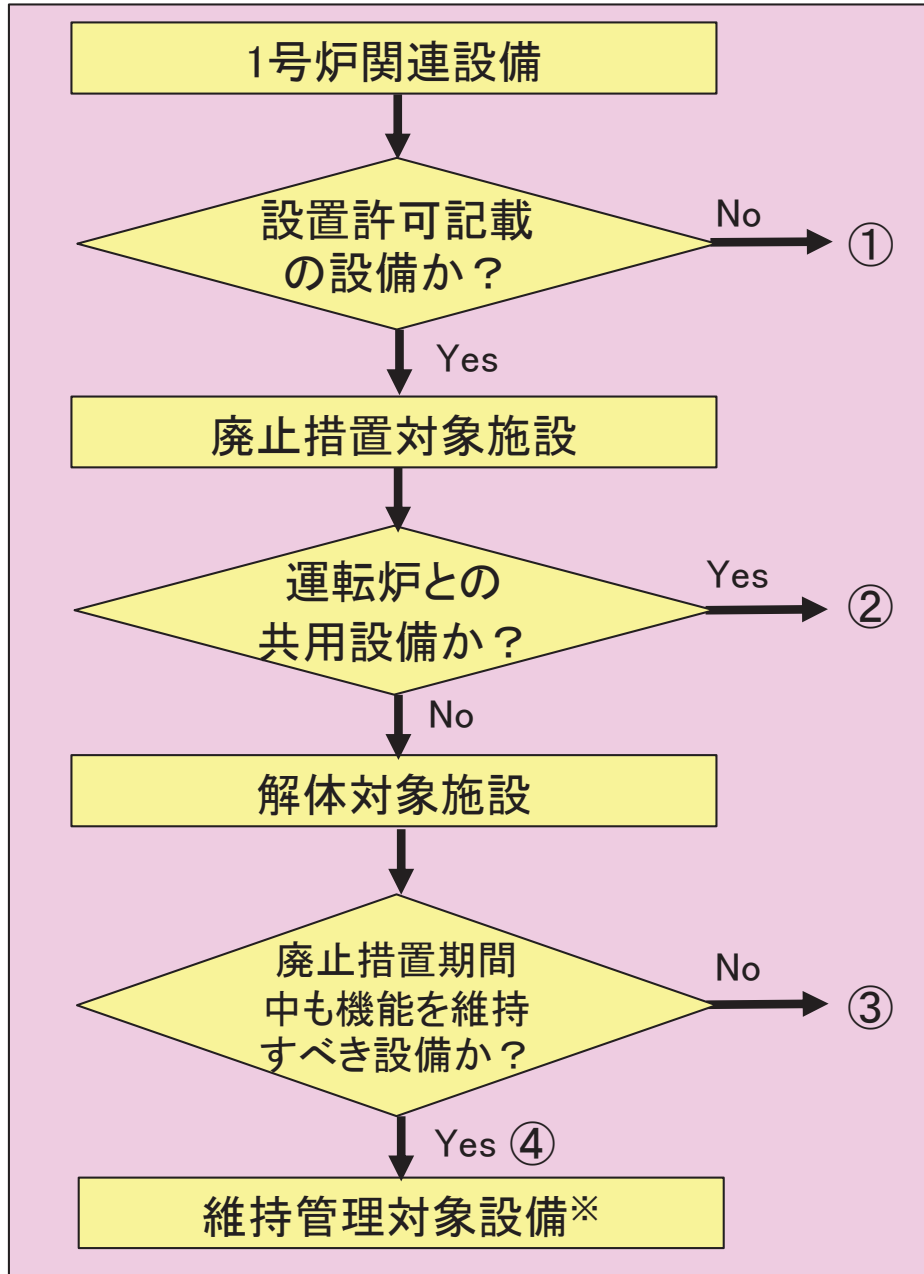 1号炉関連設備
設置許可記載
の設備か？
No
①
Yes
廃止措置対象施設
運転炉との
共用設備か？
Yes
②
No
解体対象施設
廃止措置期間
中も機能を維持
すべき設備か？
No
③
Yes ④
維持管理対象設備※